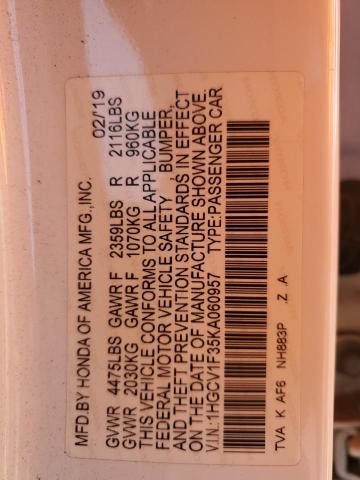 MFD.BY HONDA OF AMERICA MFG.,INC. 02/19
GVWR 4475LBS GAWR F 2359LBS R 2116LBS
GVWR 2030KG GAWR F 1070KG R 960KG
THIS VEHICLE CONFORMS TO ALL APPLICABLE
FEDERAL MOTOR VEHICLE SAFETY , BUMPER,
AND THEFT PREVENTION STANDARDS IN EFFECT
ON THE DATE OF MANUFACTURE SHOWN ABOVE.
V.I.N.:1HGCV1F35KA060957 TYPE:PASSENGER CAR
TVA K AF6 NH883P Z A